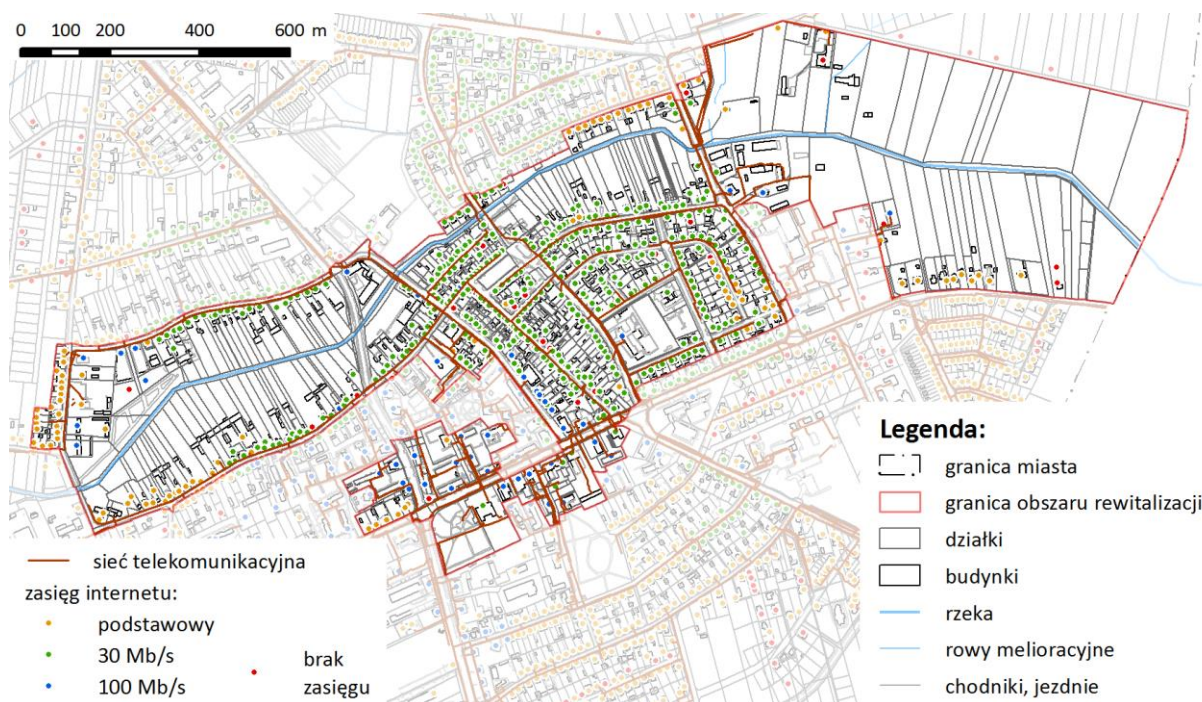 0 100 200 400 600 m
Legenda:
granica miasta
granica obszaru rewitalizacji
działki
budynki
rzeka
rowy melioracyjne
chodniki, jezdnie
sieć telekomunikacyjna
zasięg internetu:
podstawowy
30 Mb/s
100 Mb/s
brak
zasięgu